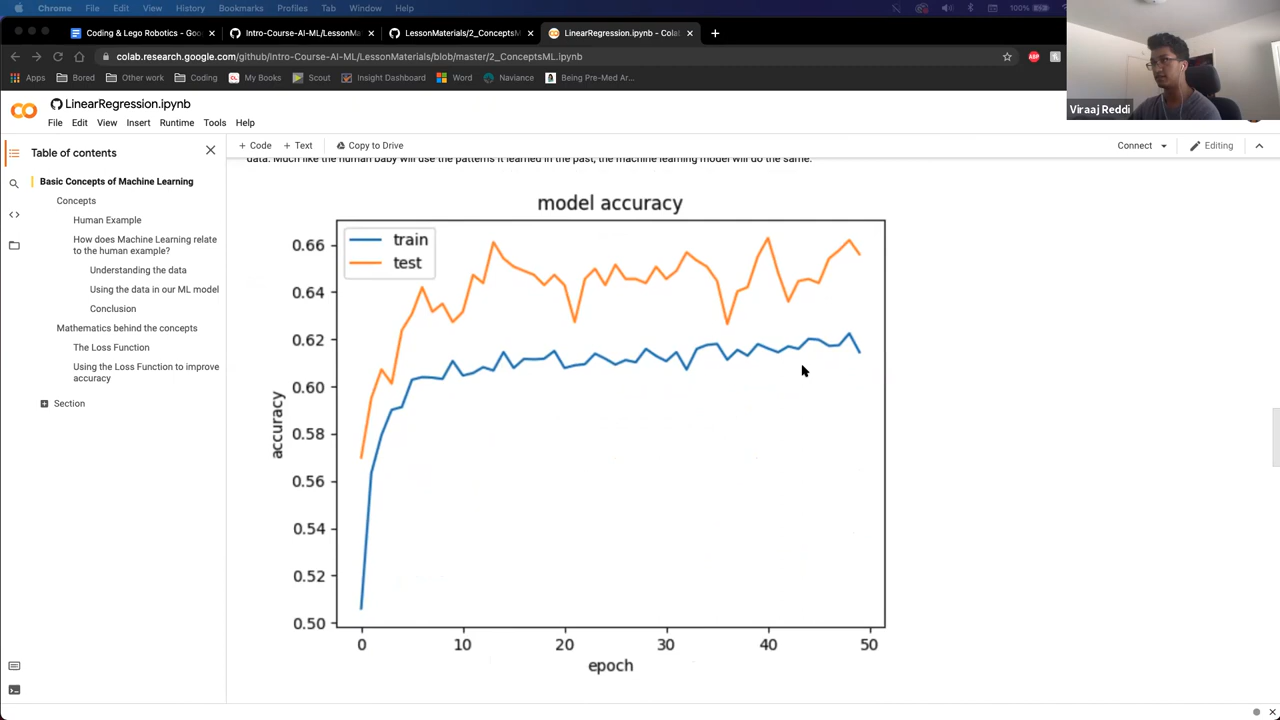 Chrome File Edit View History Bookmarks Profiles Tab Window Help 100%
Coding & Lego Robotics - Goo
Intro-Course-AI-ML/LessonMa
LessonMaterials/2_ConceptsM
LinearRegression.ipynb - Colab
colab.research.google.com/github/Intro-Course-AI-ML/LessonMaterials/blob/master/2_ConceptsML.ipynb
ABP
Apps Bored Other work Coding My Books Scout Insight Dashboard Word Naviance Being Pre-Med Ar...
Viraaj Reddi
LinearRegression.ipynb
File Edit View Insert Runtime Tools Help
+ Code + Text Copy to Drive
Connect Editing
Table of contents
Basic Concepts of Machine Learning
Concepts
Human Example
How does Machine Learning relate
to the human example?
Understanding the data
Using the data in our ML model
Conclusion
Mathematics behind the concepts
The Loss Function
Using the Loss Function to improve
accuracy
Section
data. Much like the human baby will use the patterns it learned in the past, the machine learning model will do the same.
model accuracy
train
test
0.66
0.64
0.62
0.60
0.58
0.56
0.54
0.52
0.50
accuracy
0 10 20 30 40 50
epoch